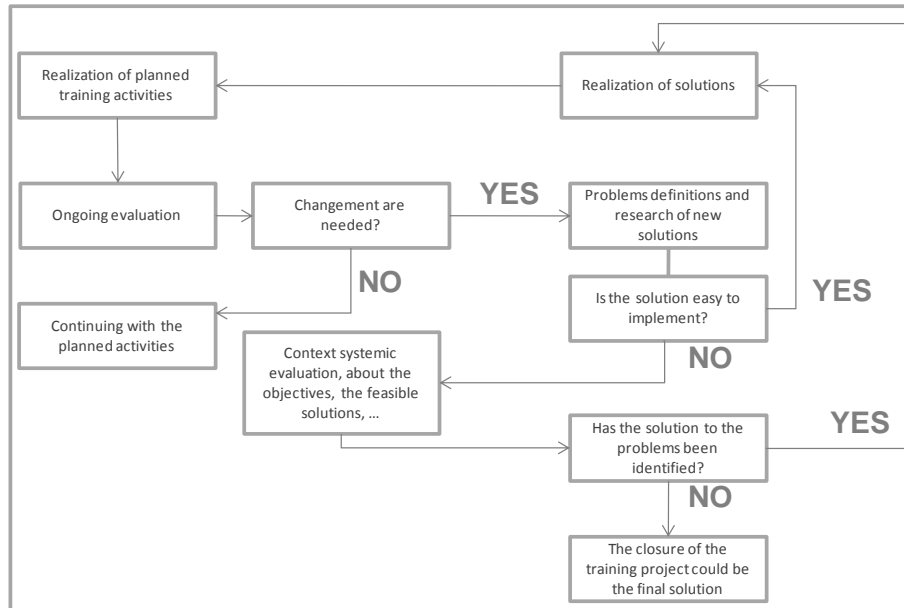 Realization of planned
training activities
Realization of solutions
Ongoing evaluation
Changement are
needed?
YES
Problems definitions and
research of new
solutions
NO
Is the solution easy to
implement?
YES
Continuing with the
planned activities
NO
Context systemic
evaluation, about the
objectives, the feasible
solutions, ...
Has the solution to the
problems been
identified?
YES
NO
The closure of the
training project could be
the final solution